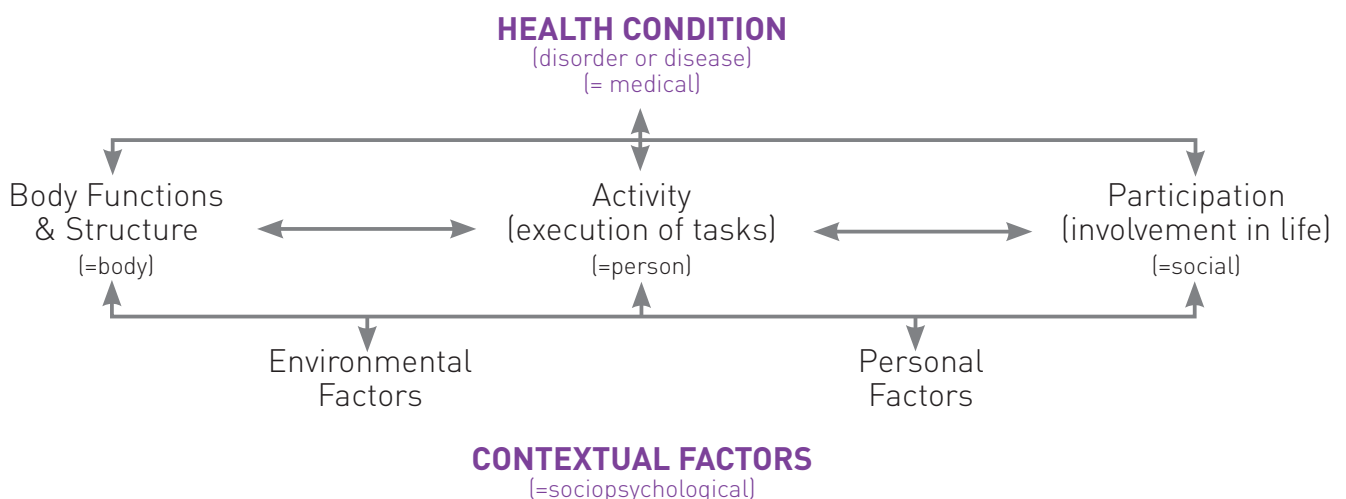 HEALTH CONDITION
(disorder or disease)
(= medical)
Body Functions
& Structure
(=body)
Activity
(execution of tasks)
(=person)
Participation
(involvement in life)
(=social)
Environmental
Factors
Personal
Factors
CONTEXTUAL FACTORS
(=sociopsychological)